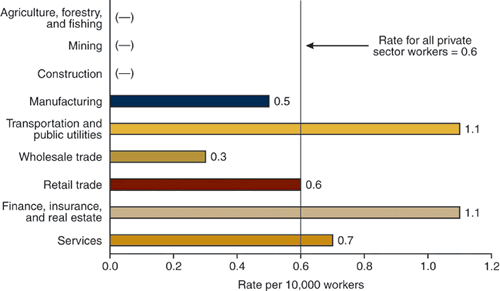 Agriculture, forestry,
and fishing
(—)
Mining
(—)
Rate for all private
sector workers = 0.6
Construction
(—)
Manufacturing
0.5
Transportation and
public utilities
1.1
Wholesale trade
0.3
Retail trade
0.6
Finance, insurance,
and real estate
1.1
Services
0.7
0.0 0.2 0.4 0.6 0.8 1.0 1.2
Rate per 10,000 workers